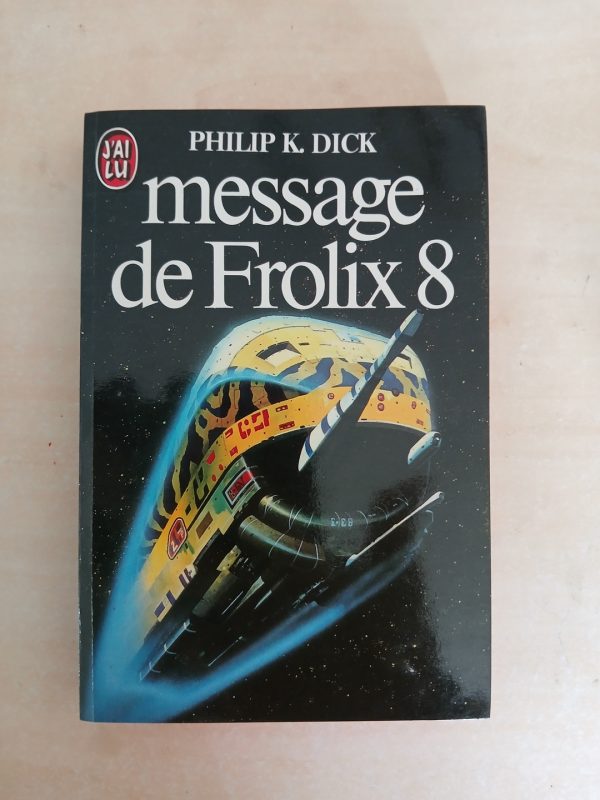 J'AI
LU
PHILIP K. DICK
message
de Frolix 8